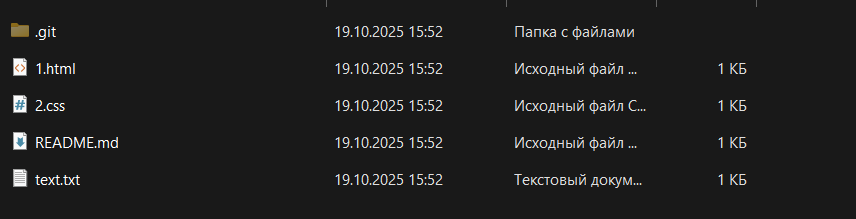 .git 19.10.2025 15:52 Папка с файлами
1.html 19.10.2025 15:52 Исходный файл ... 1 КБ
2.css 19.10.2025 15:52 Исходный файл C... 1 КБ
README.md 19.10.2025 15:52 Исходный файл ... 1 КБ
text.txt 19.10.2025 15:52 Текстовый докум... 1 КБ